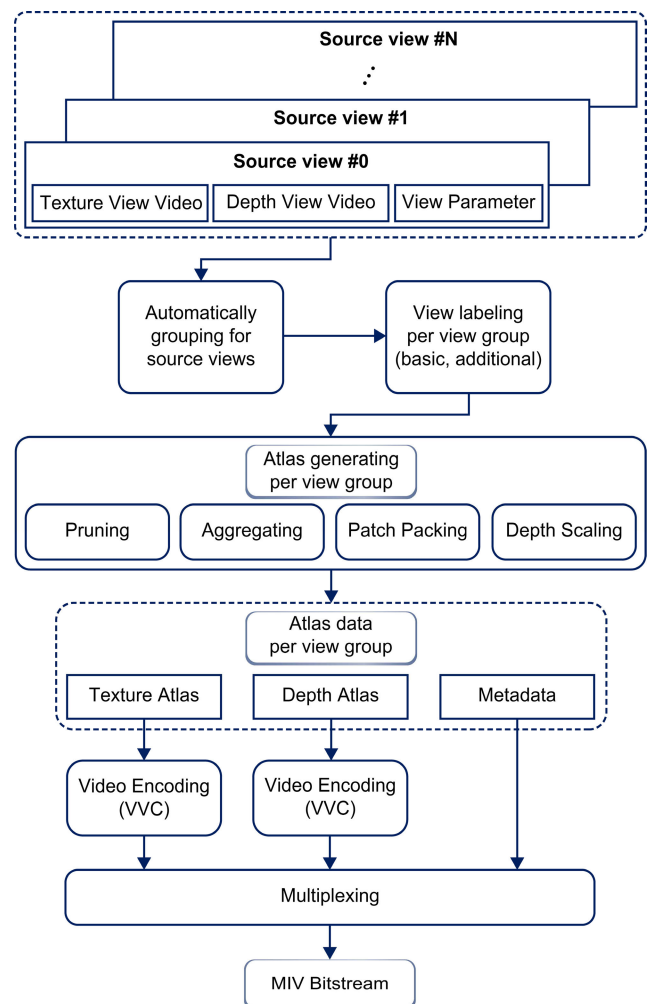 Source view #N
Source view #1
Source view #0
Texture View Video
Depth View Video
View Parameter
Automatically
grouping for
source views
View labeling
per view group
(basic, additional)
Atlas generating
per view group
Pruning
Aggregating
Patch Packing
Depth Scaling
Atlas data
per view group
Texture Atlas
Depth Atlas
Metadata
Video Encoding
(VVC)
Video Encoding
(VVC)
Multiplexing
MIV Bitstream